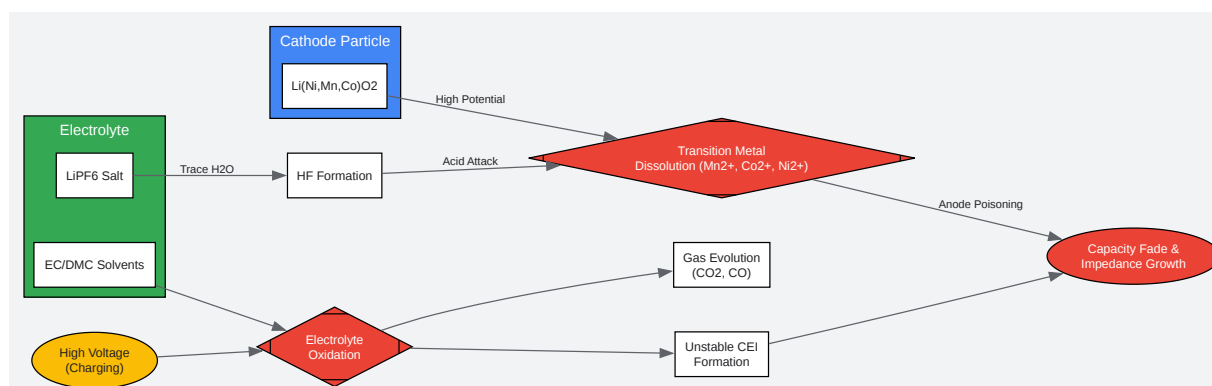 Cathode Particle
Li(Ni,Mn,Co)O2
High Potential
Electrolyte
LiPF6 Salt
Trace H2O
HF Formation
Acid Attack
Transition Metal
Dissolution (Mn2+, Co2+, Ni2+)
Anode Poisoning
EC/DMC Solvents
Gas Evolution
(CO2, CO)
Capacity Fade &
Impedance Growth
High Voltage
(Charging)
Electrolyte
Oxidation
Unstable CEI
Formation